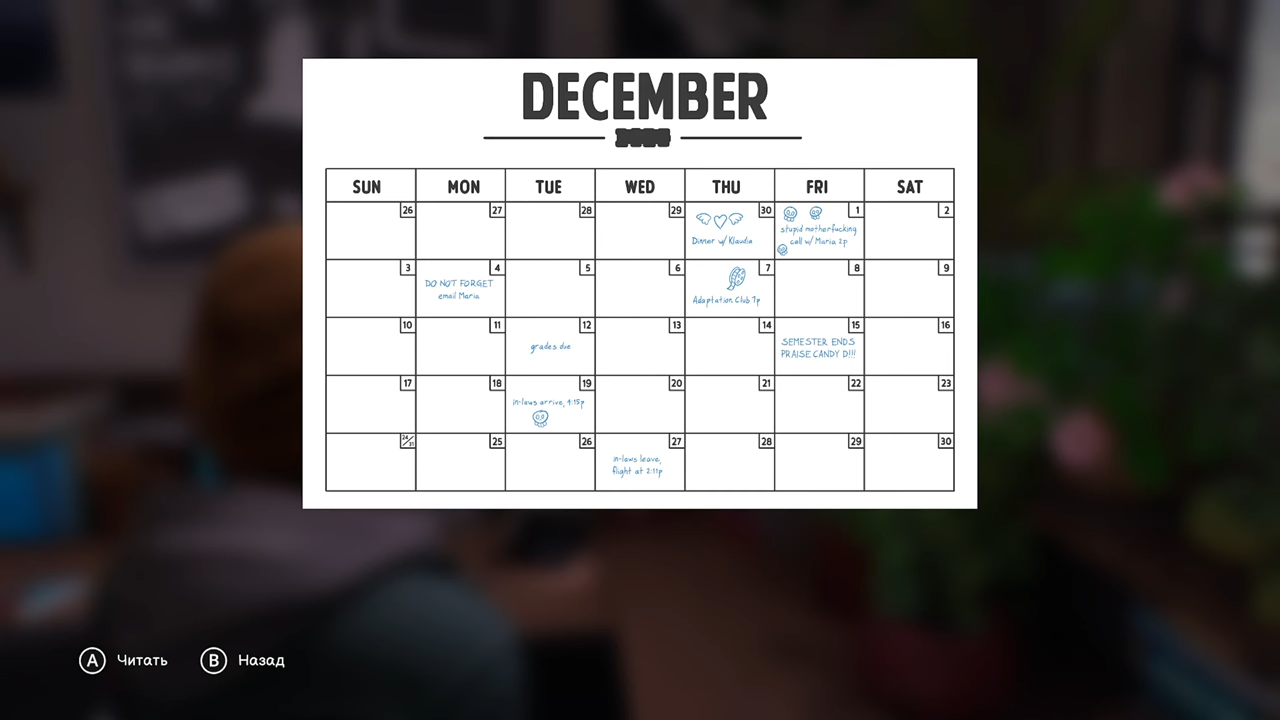 DECEMBER
SUN MON TUE WED THU FRI SAT
26 27 28 29 30 1 2
Dinner w/ Klaudia
stupid motherfucking
call w/ Maria 2p
3 4 5 6 7 8 9
DO NOT FORGET
email Maria
Adaptation Club 7p
10 11 12 13 14 15 16
grades due
SEMESTER ENDS
PRAISE CANDY D!!!
17 18 19 20 21 22 23
in-laws arrive, 4:15p
24/31 25 26 27 28 29 30
in-laws leave,
flight at 2:11p
A Читать B Назад